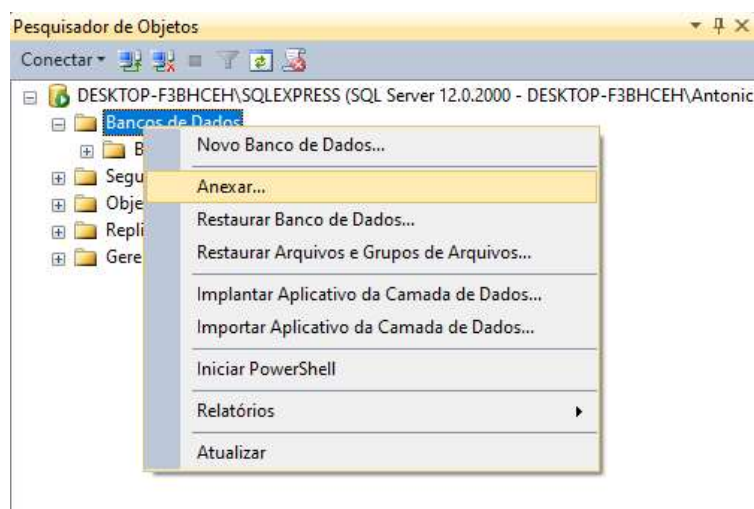 Pesquisador de Objetos
Conectar
DESKTOP-F3BHCEH\SQLEXPRESS (SQL Server 12.0.2000 - DESKTOP-F3BHCEH\Antonic
Bancos de Dados
B
Segu
Obje
Repli
Gere
Novo Banco de Dados...
Anexar...
Restaurar Banco de Dados...
Restaurar Arquivos e Grupos de Arquivos...
Implantar Aplicativo da Camada de Dados...
Importar Aplicativo da Camada de Dados...
Iniciar PowerShell
Relatórios
Atualizar